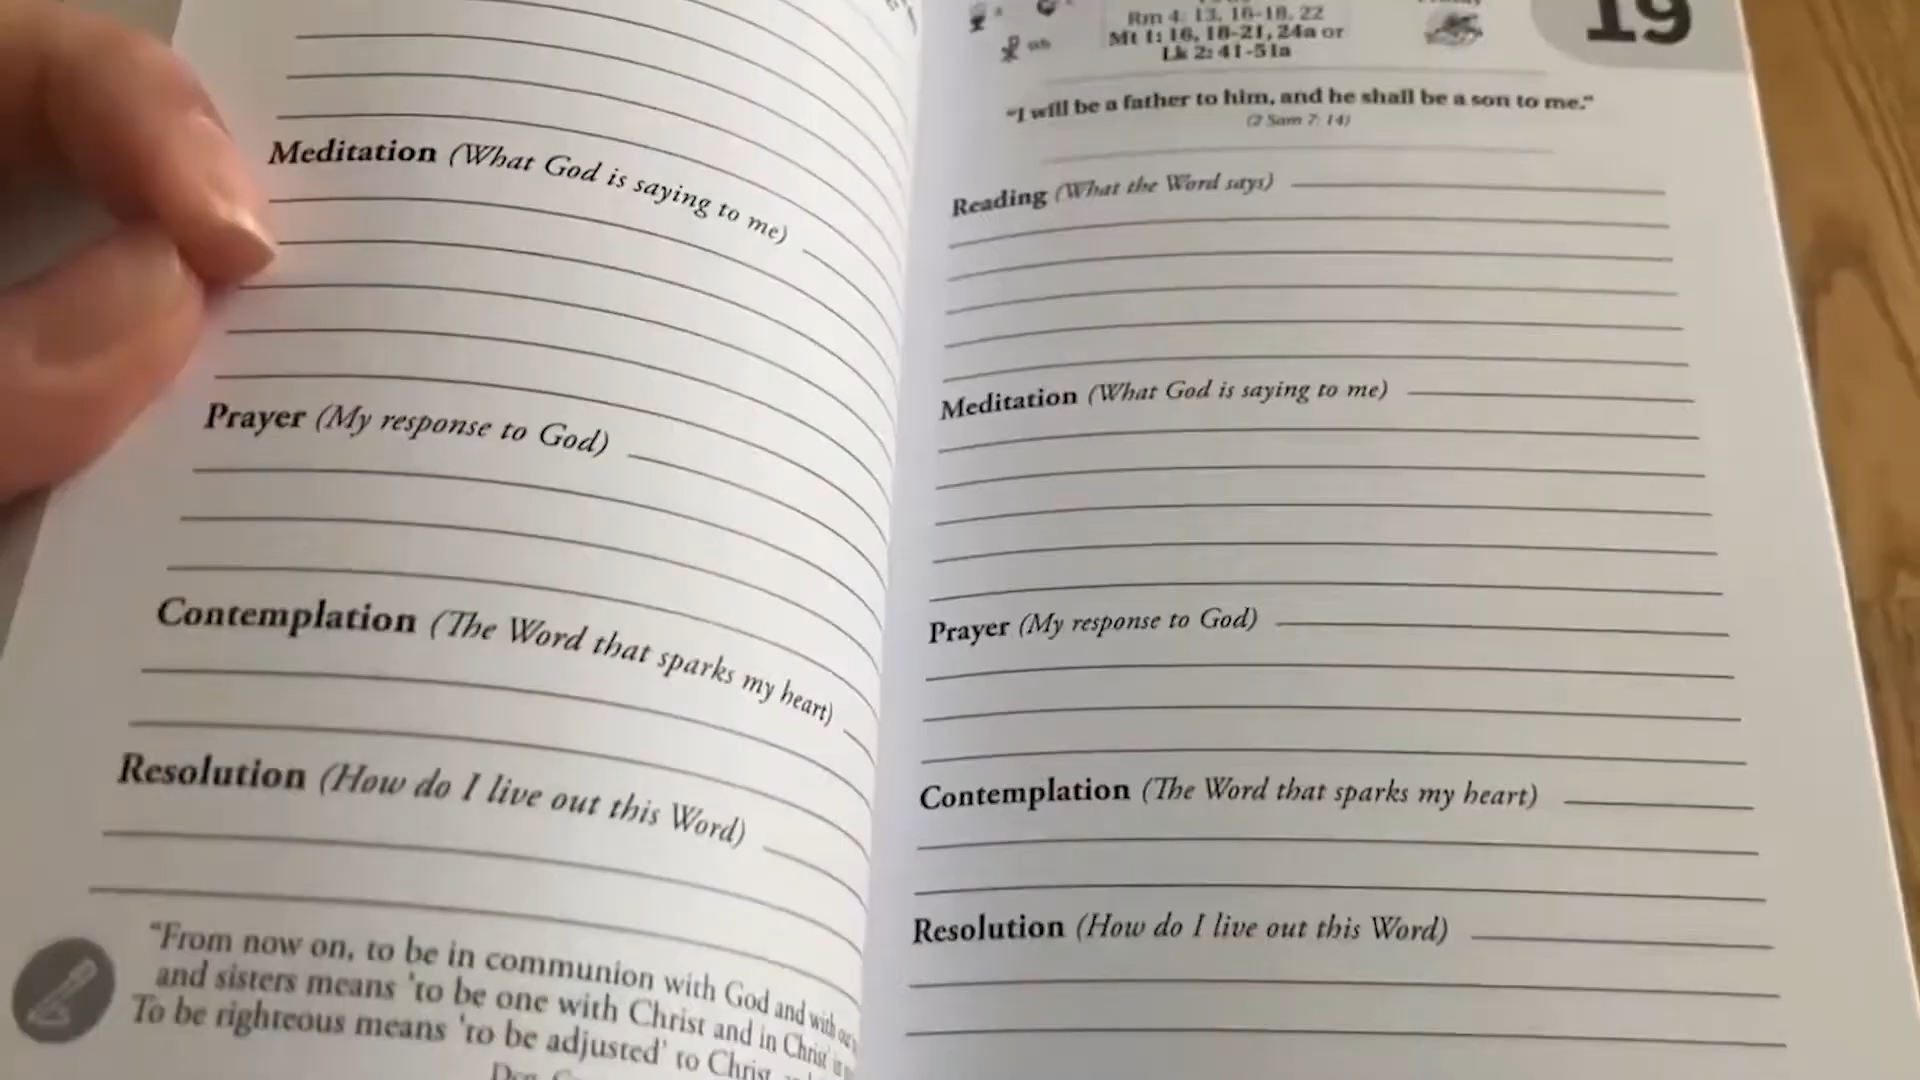 Meditation (What God is saying to me)
Prayer (My response to God)
Contemplation (The Word that sparks my heart)
Resolution (How do I live out this Word)
"From now on, to be in communion with God and with our
and sisters means 'to be one with Christ and in Christ'
To be righteous means 'to be adjusted' to Christ
19
Rm 4: 13, 16-18, 22
Mt 1: 16, 18-21, 24a or
Lk 2: 41-51a
"I will be a father to him, and he shall be a son to me."
(2 Sam 7: 14)
Reading (What the Word says)
Meditation (What God is saying to me)
Prayer (My response to God)
Contemplation (The Word that sparks my heart)
Resolution (How do I live out this Word)